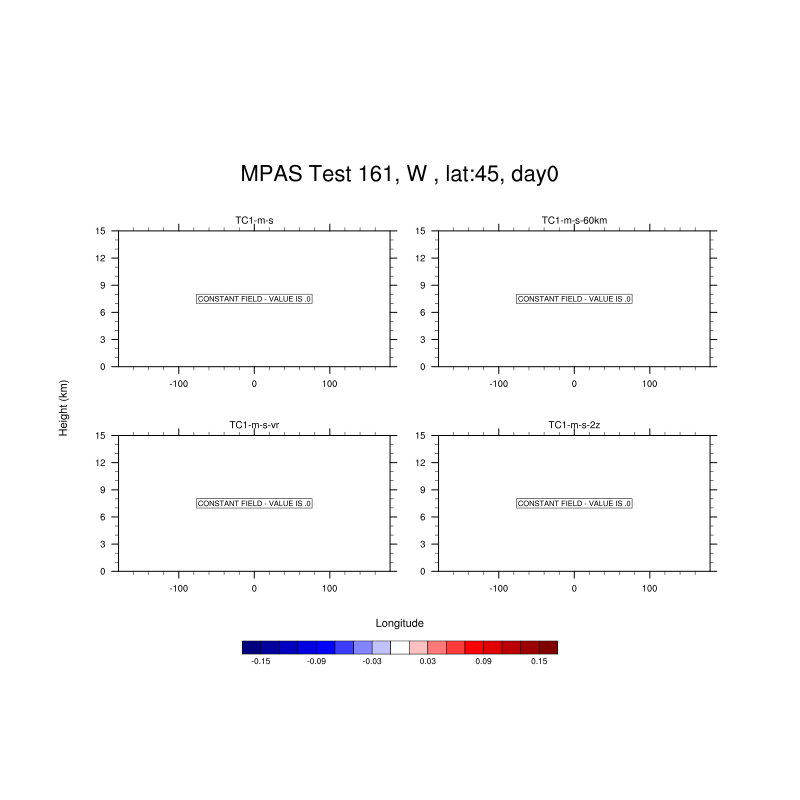 MPAS Test 161, W , lat:45, day0
TC1-m-s
15
12
9
6
3
0
CONSTANT FIELD - VALUE IS .0
-100 0 100
TC1-m-s-60km
15
12
9
6
3
0
CONSTANT FIELD - VALUE IS .0
-100 0 100
Height (km)
TC1-m-s-vr
15
12
9
6
3
0
CONSTANT FIELD - VALUE IS .0
-100 0 100
TC1-m-s-2z
15
12
9
6
3
0
CONSTANT FIELD - VALUE IS .0
-100 0 100
Longitude
-0.15 -0.09 -0.03 0.03 0.09 0.15